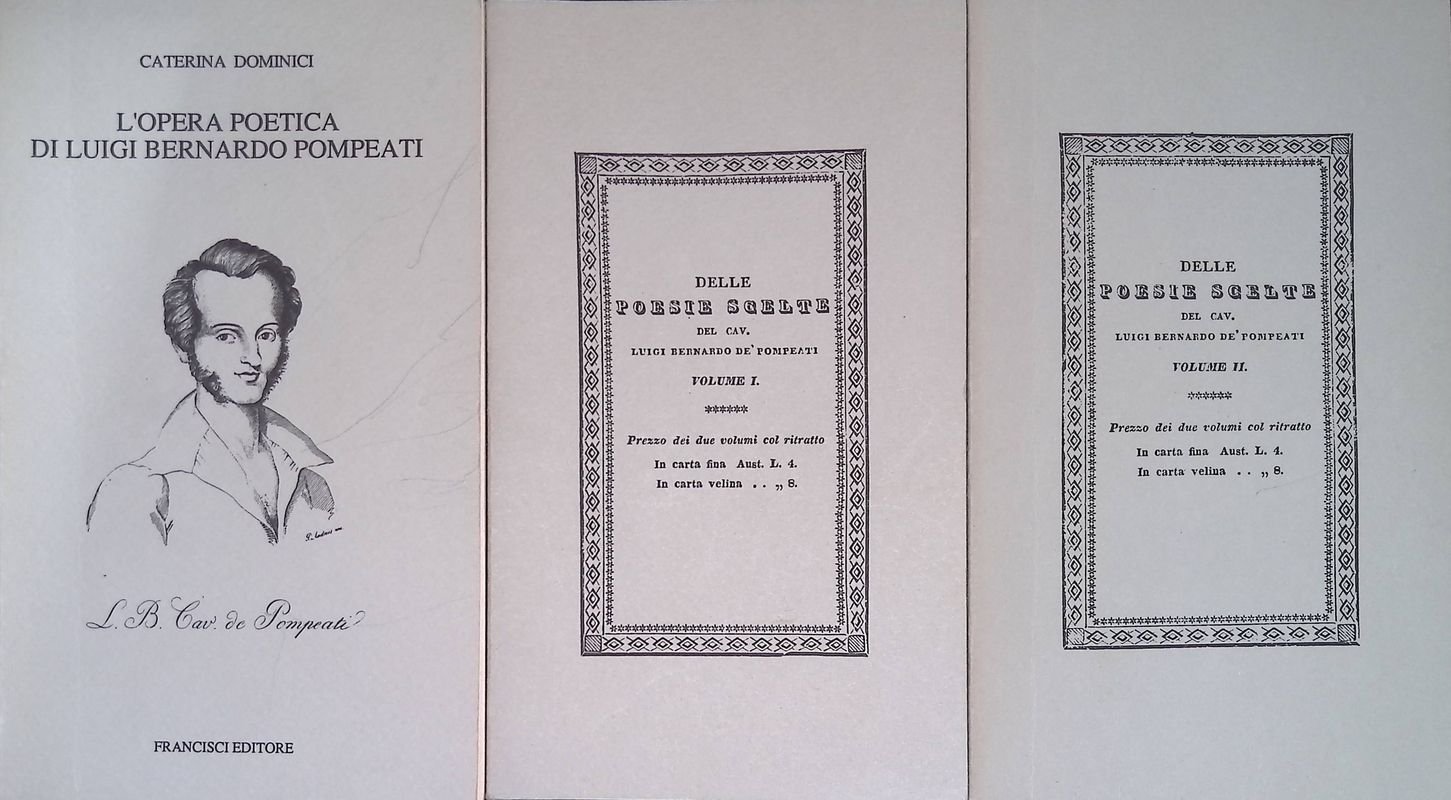 CATERINA DOMINICI
L'OPERA POETICA
DI LUIGI BERNARDO POMPEATI
L. B. Cav. de Pompeati
FRANCISCI EDITORE
DELLE
POESIE SCELTE
DEL CAV.
LUIGI BERNARDO DE' POMPEATI
VOLUME I.
Prezzo dei due volumi col ritratto
In carta fina Aust. L. 4.
In carta velina . . „ 8.
DELLE
POESIE SCELTE
DEL CAV.
LUIGI BERNARDO DE' POMPEATI
VOLUME II.
Prezzo dei due volumi col ritratto
In carta fina Aust. L. 4.
In carta velina . . „ 8.